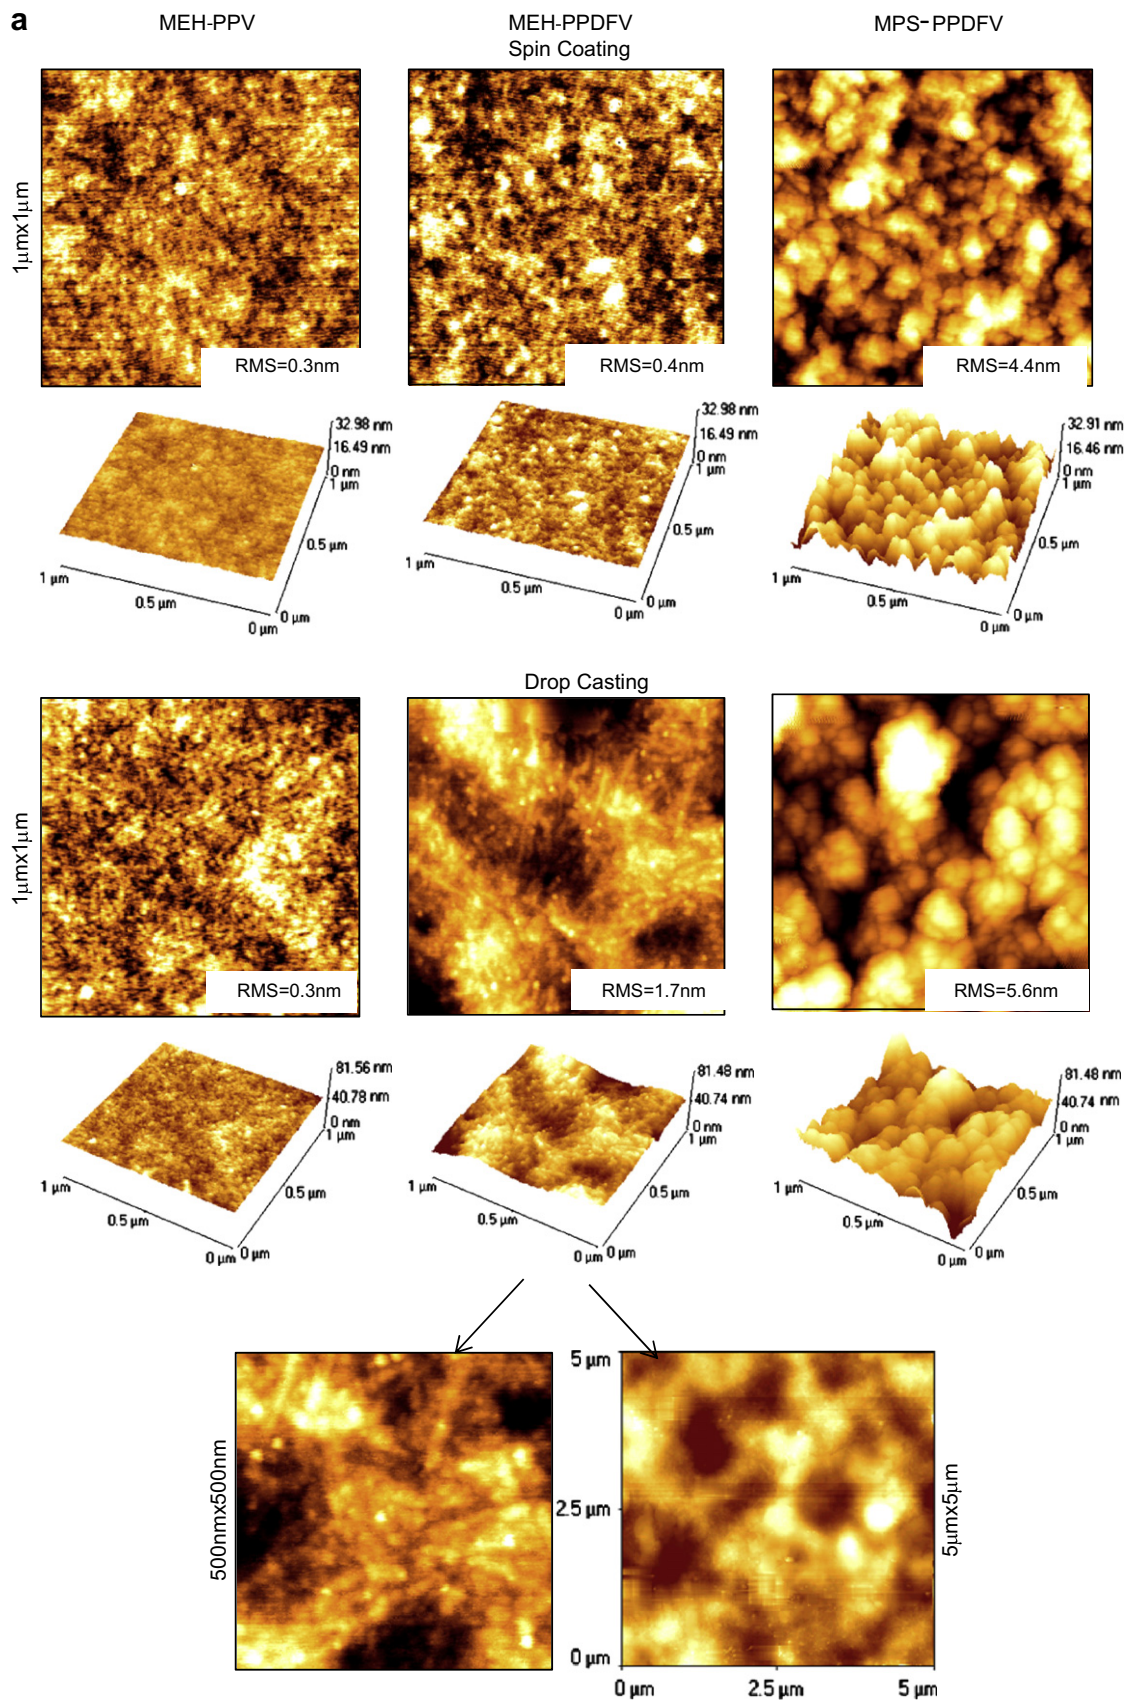 a
MEH-PPV
MEH-PPDFV
MPS-PPDFV
Spin Coating
1μmx1μm
RMS=0.3nm
RMS=0.4nm
RMS=4.4nm
32.98 nm
16.49 nm
0 nm
1 μm
0.5 μm
0 μm
1 μm
0.5 μm
0 μm
32.98 nm
16.49 nm
0 nm
1 μm
0.5 μm
0 μm
1 μm
0.5 μm
0 μm
32.91 nm
16.46 nm
0 nm
1 μm
0.5 μm
0 μm
1 μm
0.5 μm
0 μm
Drop Casting
1μmx1μm
RMS=0.3nm
RMS=1.7nm
RMS=5.6nm
81.56 nm
40.78 nm
0 nm
1 μm
0.5 μm
0 μm
1 μm
0.5 μm
0 μm
81.48 nm
40.74 nm
0 nm
1 μm
0.5 μm
0 μm
1 μm
0.5 μm
0 μm
81.48 nm
40.74 nm
0 nm
1 μm
0.5 μm
0 μm
1 μm
0.5 μm
0 μm
500nmx500nm
5 μm
2.5 μm
0 μm
0 μm
2.5 μm
5 μm
5μmx5μm